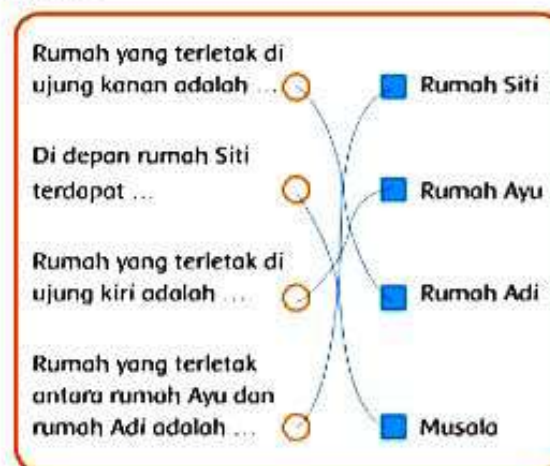 Rumah yang terletak di
ujung kanan adalah ...
Rumah Siti
Di depan rumah Siti
terdapat ...
Rumah Ayu
Rumah yang terletak di
ujung kiri adalah ...
Rumah Adi
Rumah yang terletak
antara rumah Ayu dan
rumah Adi adalah ...
Musala